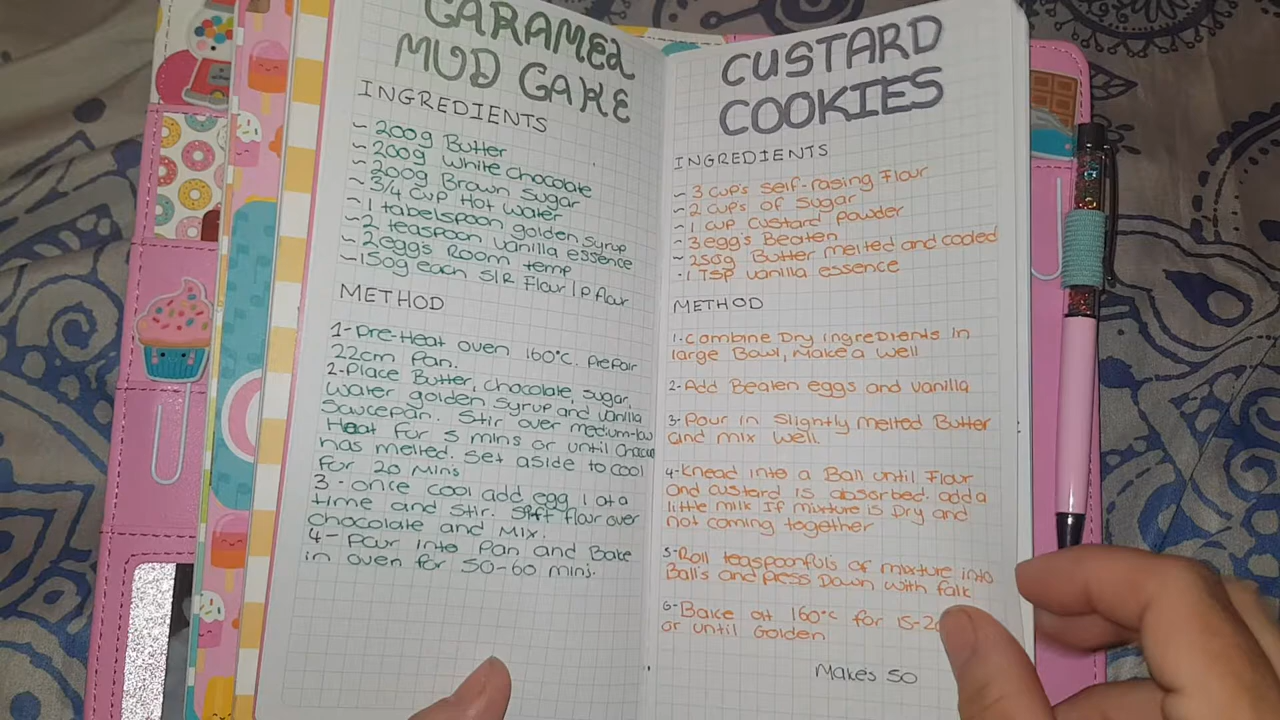 CARAMEL
MUD CAKE
INGREDIENTS
~ 200g Butter
~ 200g White Chocolate
~ 200g Brown Sugar
~ 3/4 Cup Hot Water
~ 1 tabelspoon golden syrup
~ 2 teaspoon vanilla essence
~ 2 eggs Room temp
~ 150g each S/R Flour / P flour
METHOD
1- Pre-Heat oven 160°C. Prepair
22cm Pan.
2- Place Butter, chocolate, sugar,
water golden syrup and vanilla
Saucepan. Stir over medium-low
Heat for 5 mins or until
has melted. Set aside to cool
for 20 Mins
3- once cool add egg 1 at a
time and Stir. Sift flour over
chocolate and Mix.
4- Pour into Pan and Bake
in oven for 50-60 mins.
CUSTARD
COOKIES
INGREDIENTS
~ 3 cups Self-rasing Flour
~ 2 cups of Sugar
~ 1 cup Custard Powder
~ 3 eggs Beaten
~ 250g Butter melted and cooled
- 1 TSP vanilla essence
METHOD
1. Combine Dry ingredients in
large Bowl, Make a well
2- Add Beaten eggs and vanilla
3- Pour in Slightly melted Butter
and mix well.
4- Knead into a Ball until Flour
and custard is absorbed. add a
little milk If mixture is Dry and
not coming together
5- Roll teaspoonfuls of mixture into
Balls and Press Down with falk
6- Bake at 160°c for 15-20
or until Golden
Makes 50